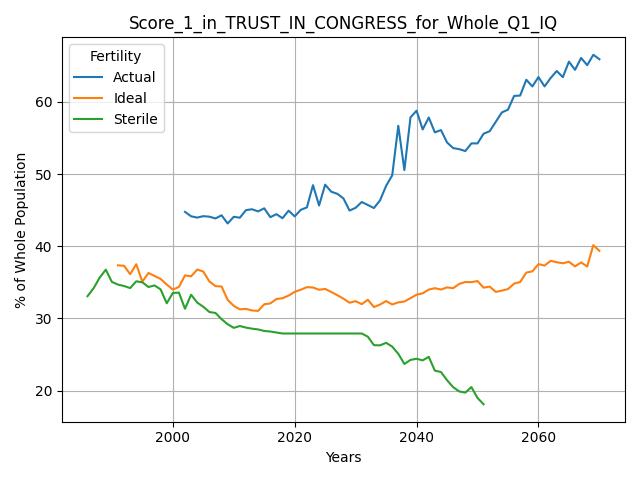 Score_1_in_TRUST_IN_CONGRESS_for_Whole_Q1_IQ
Fertility
Actual
Ideal
Sterile
% of Whole Population
60
50
40
30
20
2000
2020
2040
2060
Years